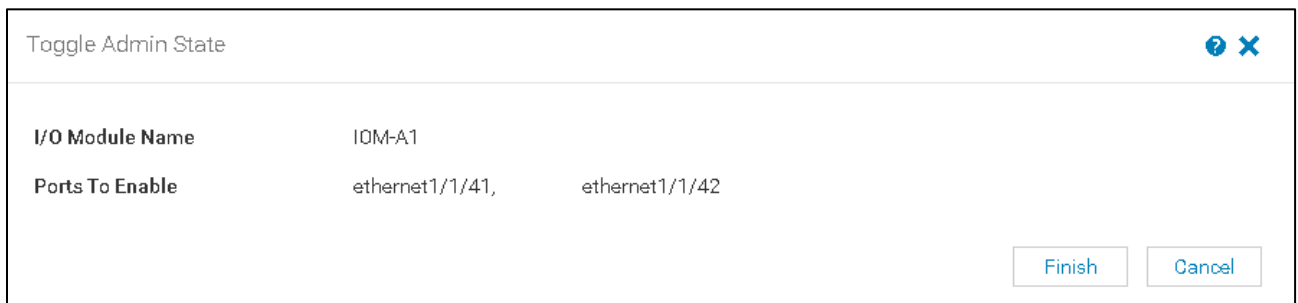 Toggle Admin State
I/O Module Name IOM-A1
Ports To Enable ethernet1/1/41, ethernet1/1/42
Finish Cancel